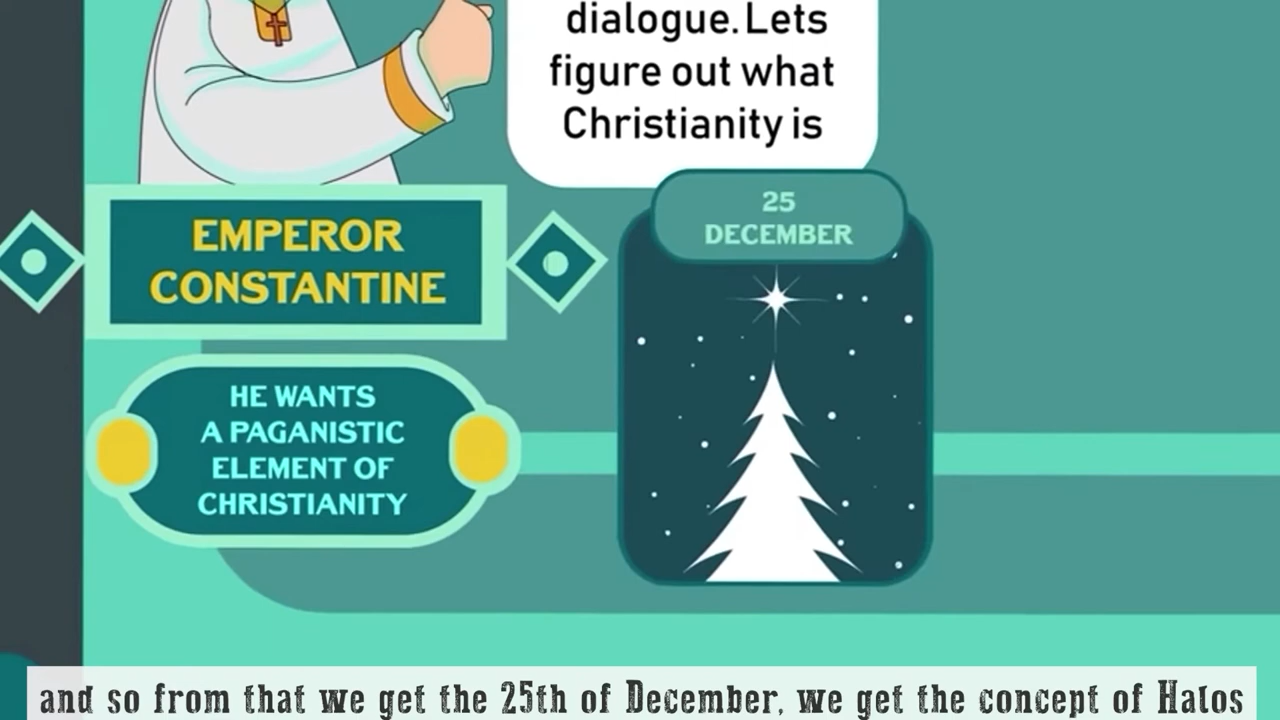 dialogue. Lets
figure out what
Christianity is
25
DECEMBER
EMPEROR
CONSTANTINE
HE WANTS
A PAGANISTIC
ELEMENT OF
CHRISTIANITY
and so from that we get the 25th of December, we get the concept of Halos